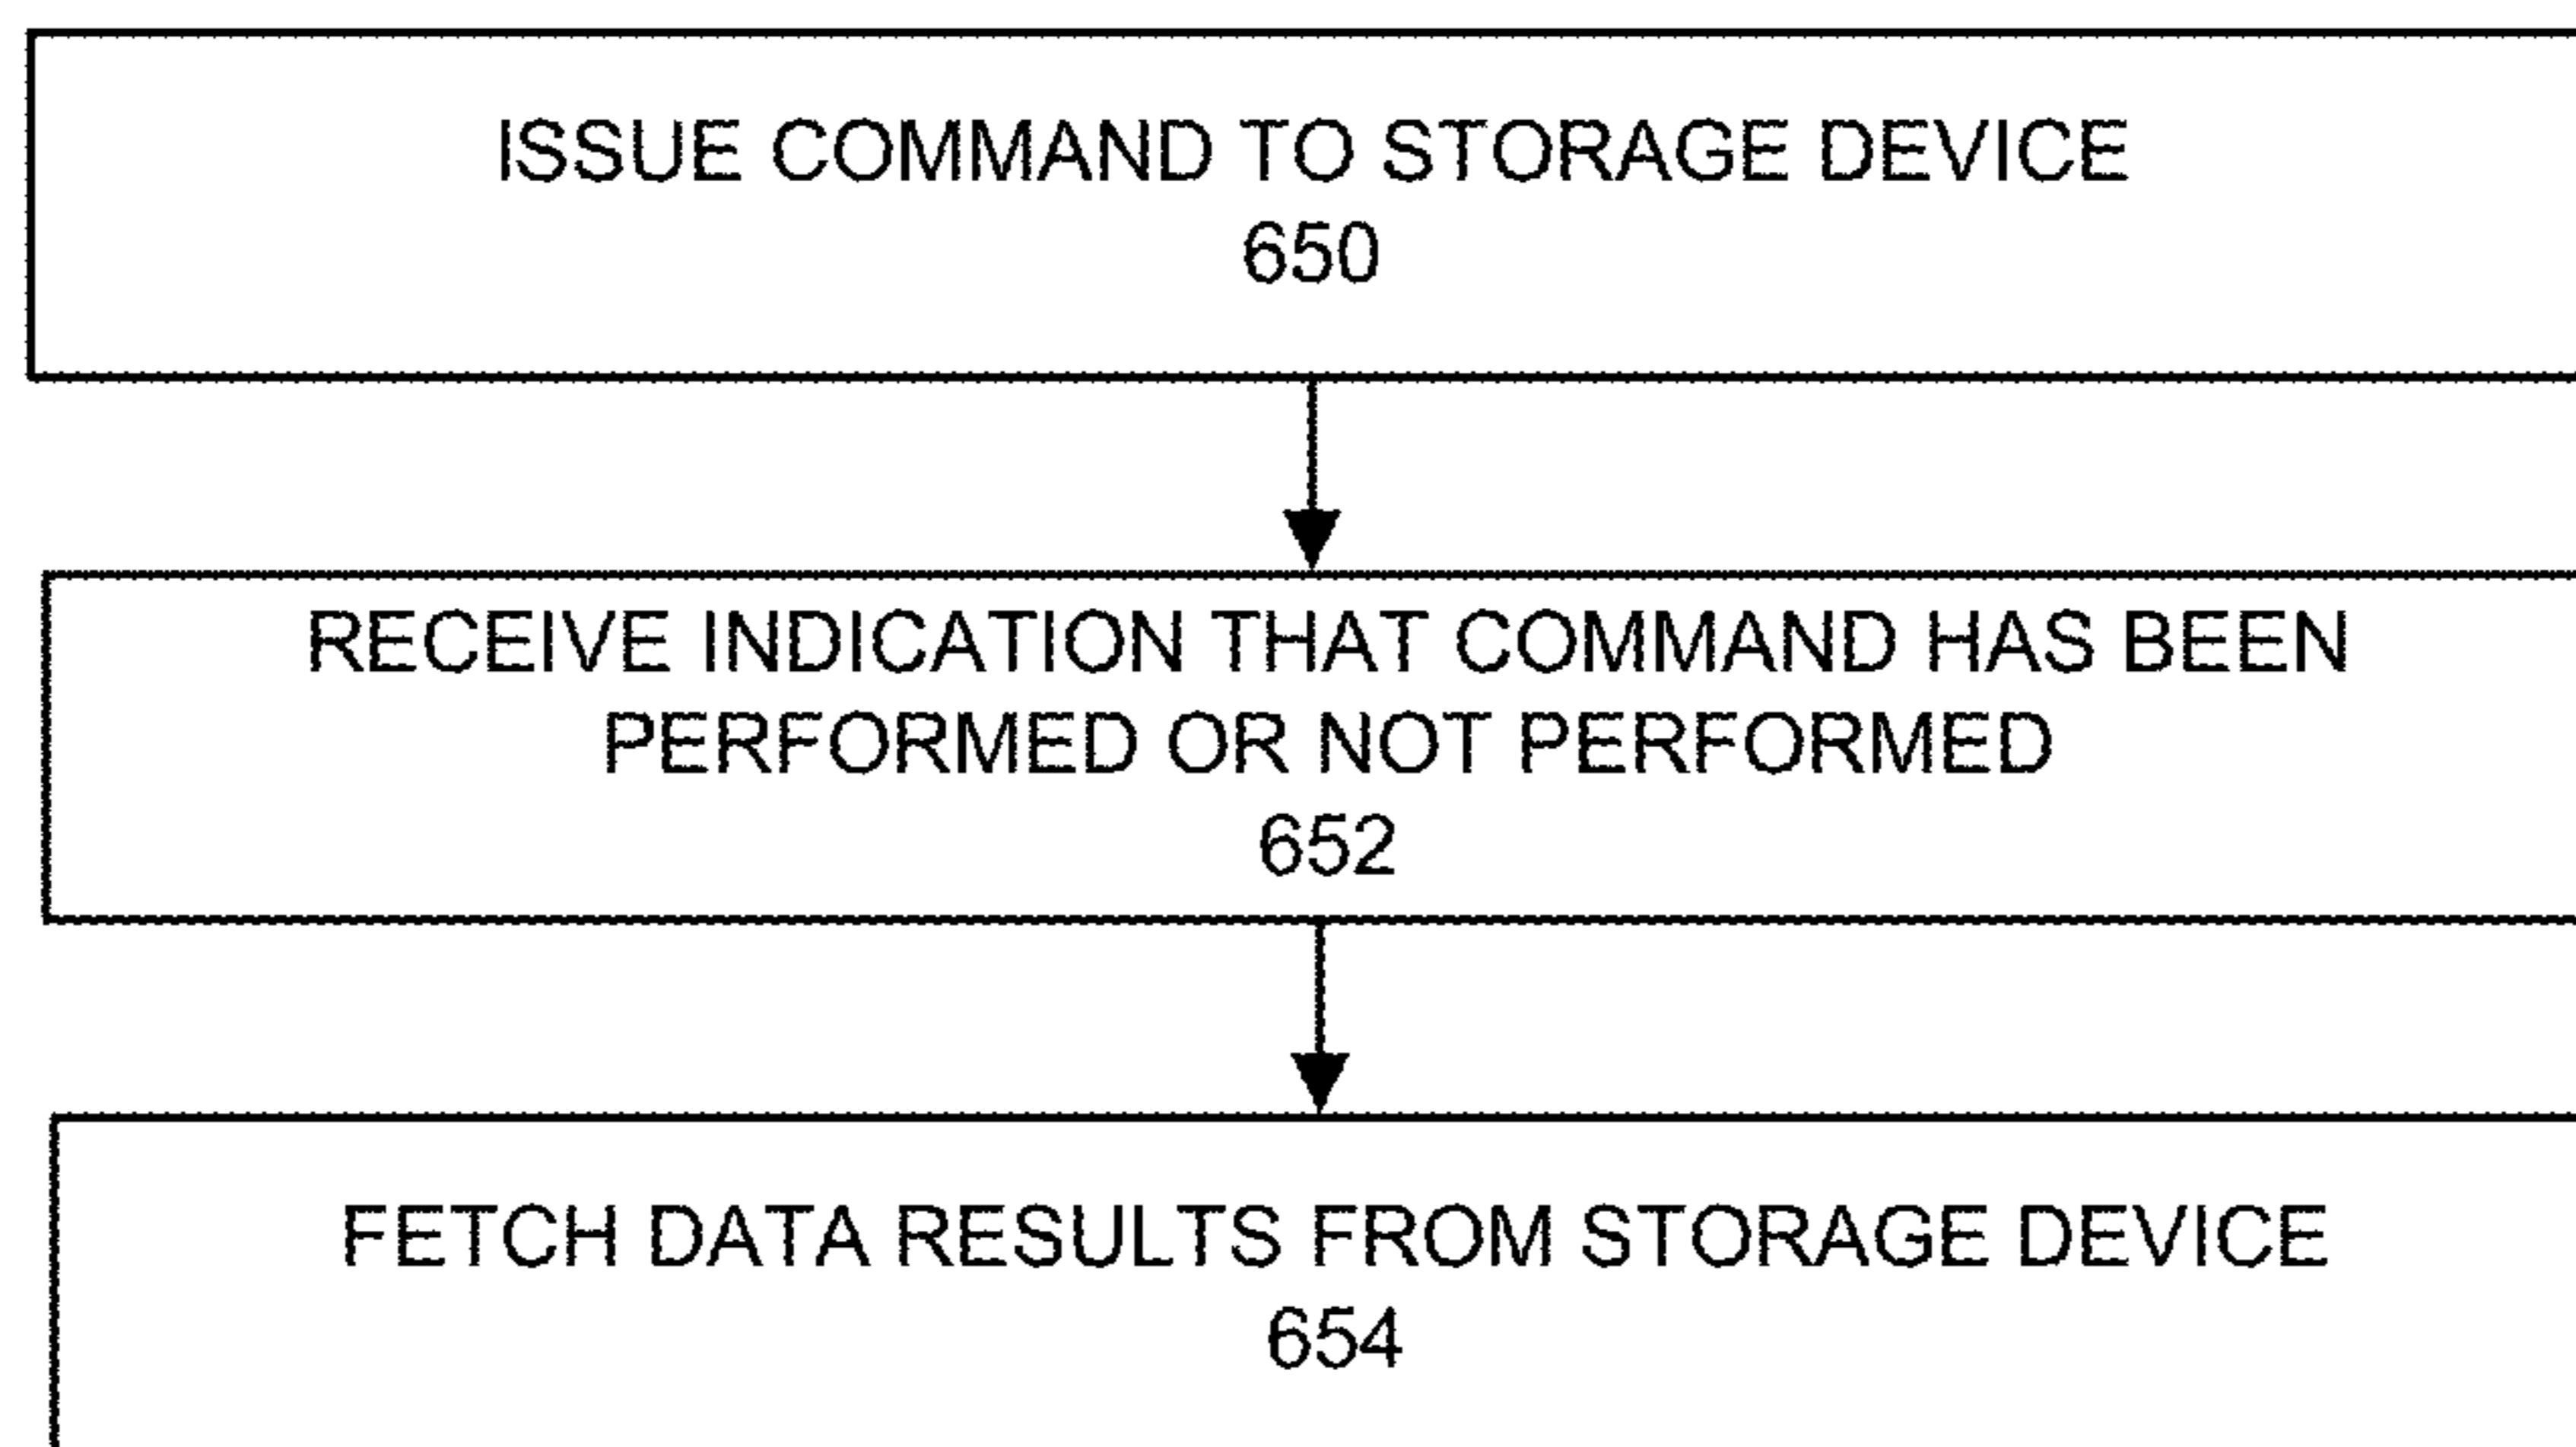 ISSUE COMMAND TO STORAGE DEVICE
650
RECEIVE INDICATION THAT COMMAND HAS BEEN
PERFORMED OR NOT PERFORMED
652
FETCH DATA RESULTS FROM STORAGE DEVICE
654